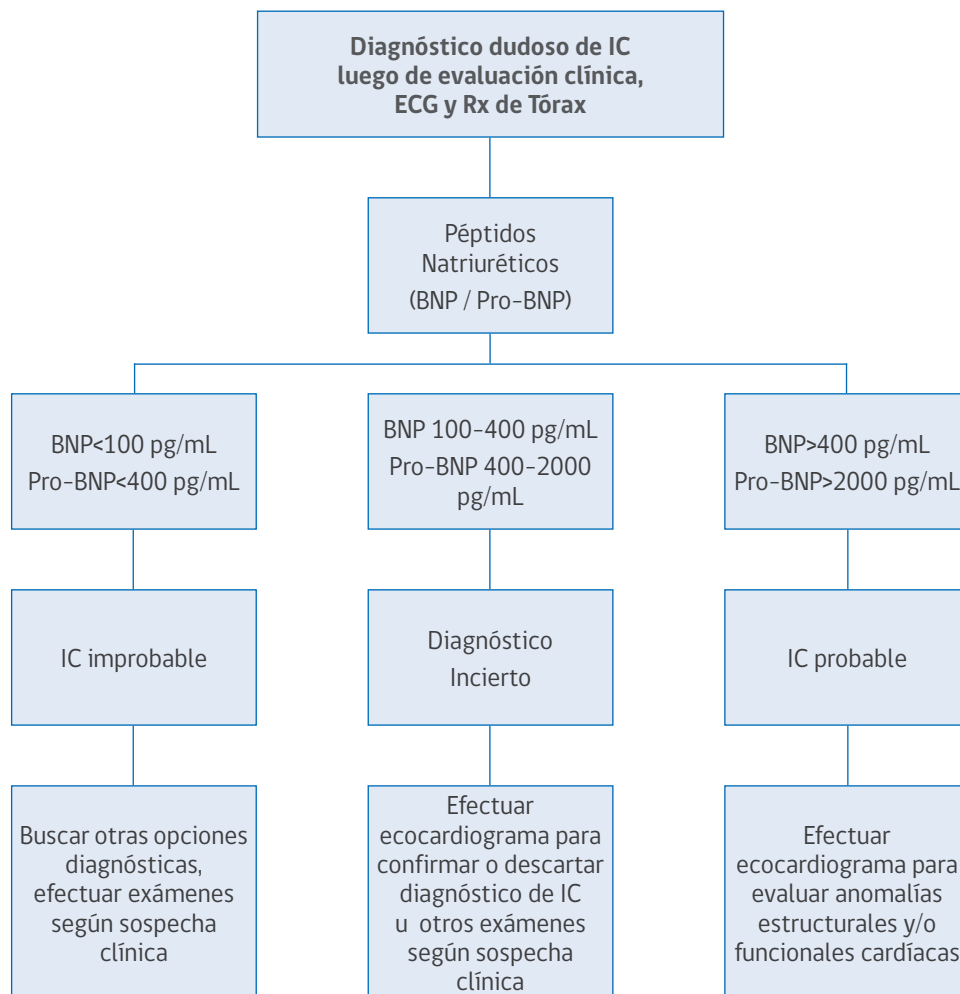 Diagnóstico dudoso de IC
luego de evaluación clínica,
ECG y Rx de Tórax
Péptidos
Natriuréticos
(BNP / Pro-BNP)
BNP<100 pg/mL
Pro-BNP<400 pg/mL
BNP 100-400 pg/mL
Pro-BNP 400-2000
pg/mL
BNP>400 pg/mL
Pro-BNP>2000 pg/mL
IC improbable
Diagnóstico
Incierto
IC probable
Buscar otras opciones
diagnósticas,
efectuar exámenes
según sospecha
clínica
Efectuar
ecocardiograma para
confirmar o descartar
diagnóstico de IC
u otros exámenes
según sospecha
clínica
Efectuar
ecocardiograma para
evaluar anomalías
estructurales y/o
funcionales cardíacas